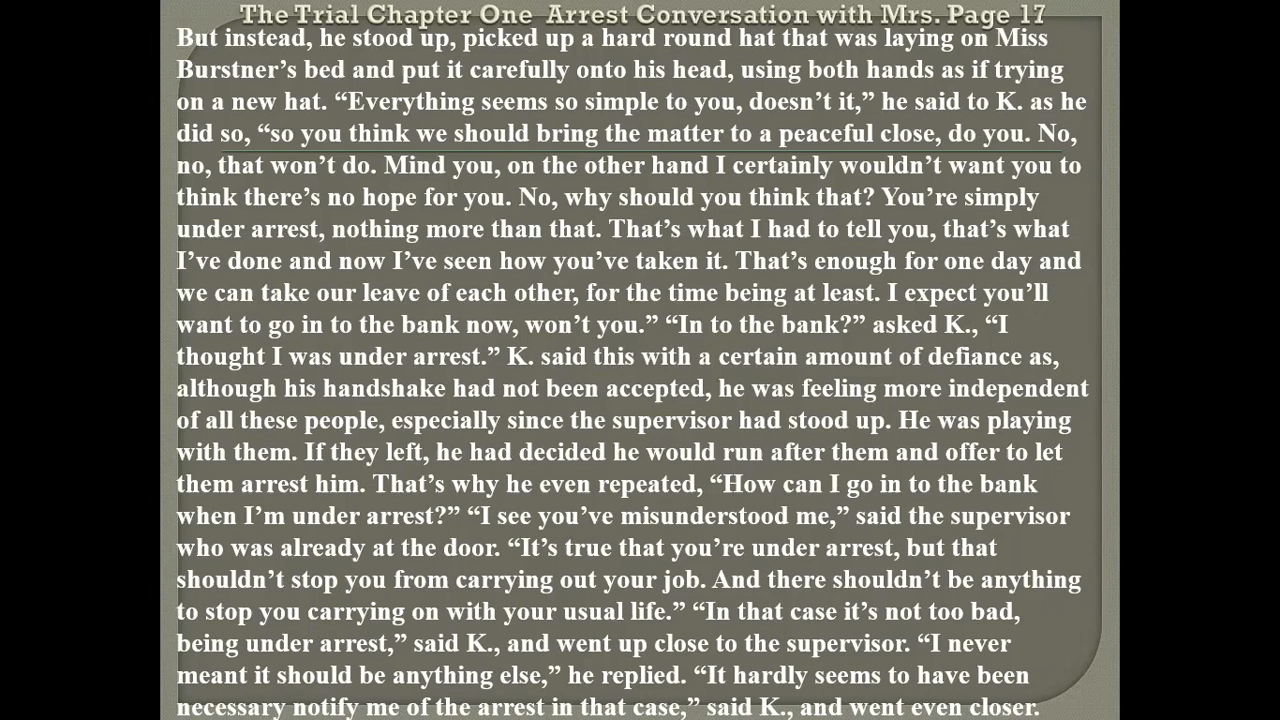 The Trial Chapter One  Arrest Conversation with Mrs. Page 17
But instead, he stood up, picked up a hard round hat that was laying on Miss
Burstner’s bed and put it carefully onto his head, using both hands as if trying
on a new hat. “Everything seems so simple to you, doesn’t it,” he said to K. as he
did so, “so you think we should bring the matter to a peaceful close, do you. No,
no, that won’t do. Mind you, on the other hand I certainly wouldn’t want you to
think there’s no hope for you. No, why should you think that? You’re simply
under arrest, nothing more than that. That’s what I had to tell you, that’s what
I’ve done and now I’ve seen how you’ve taken it. That’s enough for one day and
we can take our leave of each other, for the time being at least. I expect you’ll
want to go in to the bank now, won’t you.” “In to the bank?” asked K., “I
thought I was under arrest.” K. said this with a certain amount of defiance as,
although his handshake had not been accepted, he was feeling more independent
of all these people, especially since the supervisor had stood up. He was playing
with them. If they left, he had decided he would run after them and offer to let
them arrest him. That’s why he even repeated, “How can I go in to the bank
when I’m under arrest?” “I see you’ve misunderstood me,” said the supervisor
who was already at the door. “It’s true that you’re under arrest, but that
shouldn’t stop you from carrying out your job. And there shouldn’t be anything
to stop you carrying on with your usual life.” “In that case it’s not too bad,
being under arrest,” said K., and went up close to the supervisor. “I never
meant it should be anything else,” he replied. “It hardly seems to have been
necessary notify me of the arrest in that case,” said K., and went even closer.